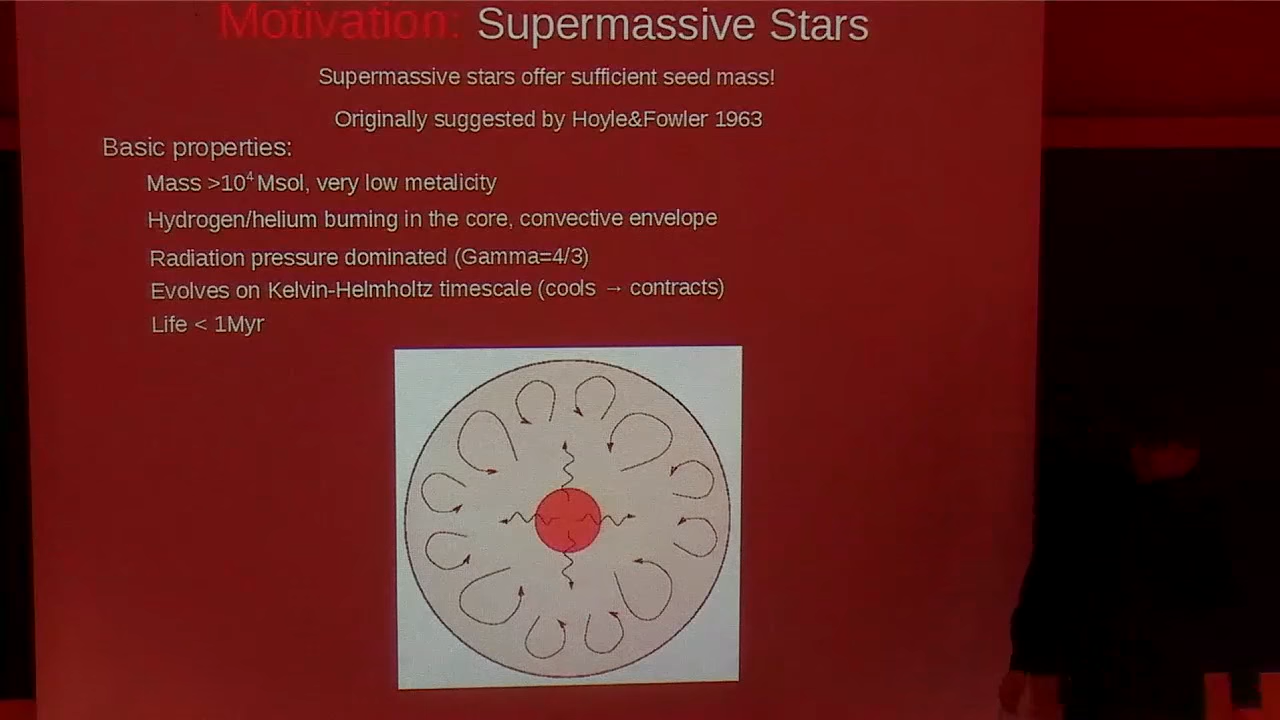 Motivation: Supermassive Stars
Supermassive stars offer sufficient seed mass!
Originally suggested by Hoyle&Fowler 1963
Basic properties:
Mass >10⁴ Msol, very low metalicity
Hydrogen/helium burning in the core, convective envelope
Radiation pressure dominated (Gamma=4/3)
Evolves on Kelvin-Helmholtz timescale (cools → contracts)
Life < 1Myr